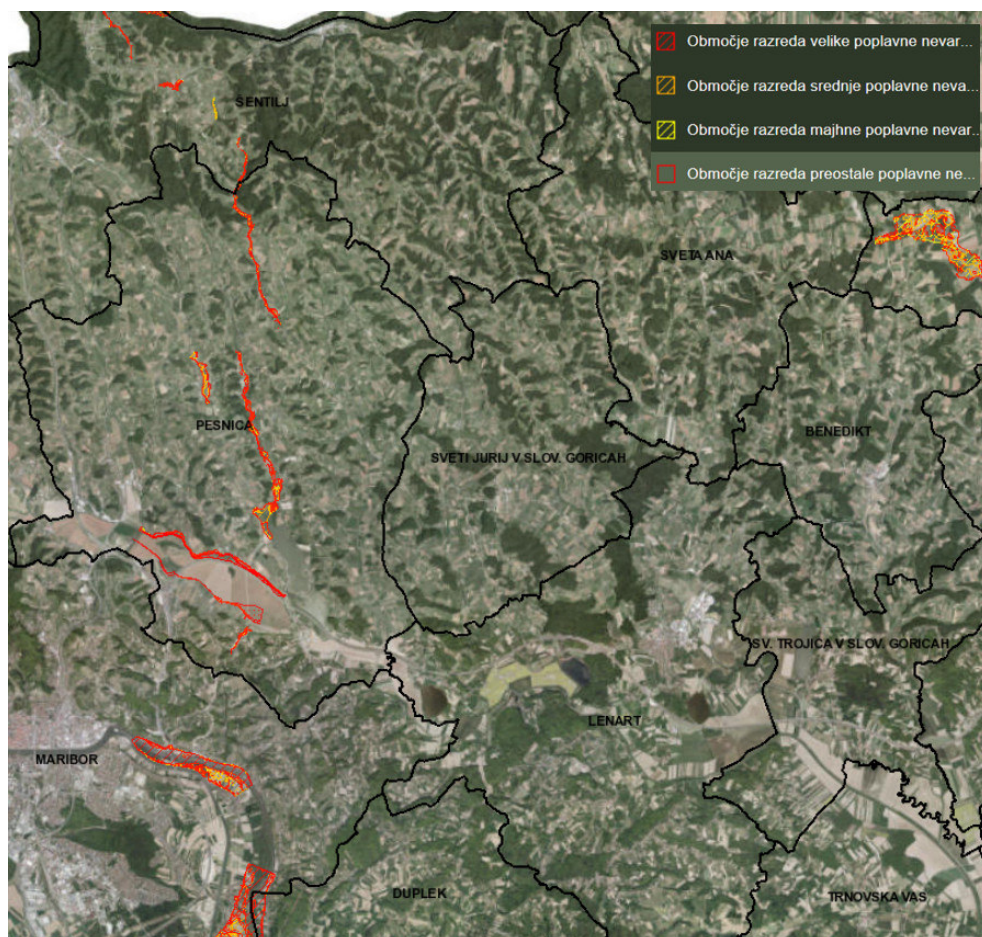 Območje razreda velike poplavne nevar...
Območje razreda srednje poplavne neva...
Območje razreda majhne poplavne nevar...
Območje razreda preostale poplavne ne...
ŠENTILJ
SVETA ANA
PESNICA
SVETI JURIJ V SLOV. GORICAH
BENEDIKT
SV. TROJICA V SLOV. GORICAH
LENART
MARIBOR
DUPLEK
TRNOVSKA VAS